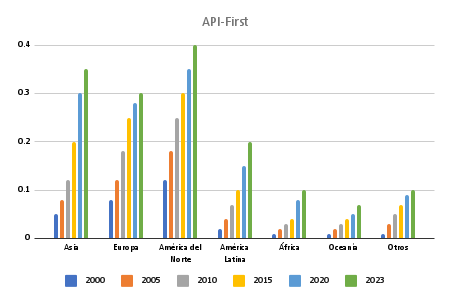 API-First
0.4
0.3
0.2
0.1
0
Asia
Europa
América del
Norte
América
Latina
África
Oceania
Otros
2000
2005
2010
2015
2020
2023